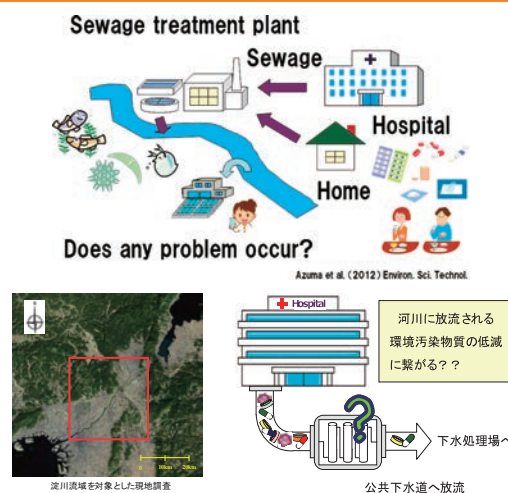 Sewage treatment plant
Sewage
Hospital
Home
Does any problem occur?
Azuma et al. (2012) Environ. Sci. Technol.
0 10km 20km
淀川流域を対象とした現地調査
Hospital
河川に放流される
環境汚染物質の低減
に繋がる？？
?
下水処理場へ
公共下水道へ放流